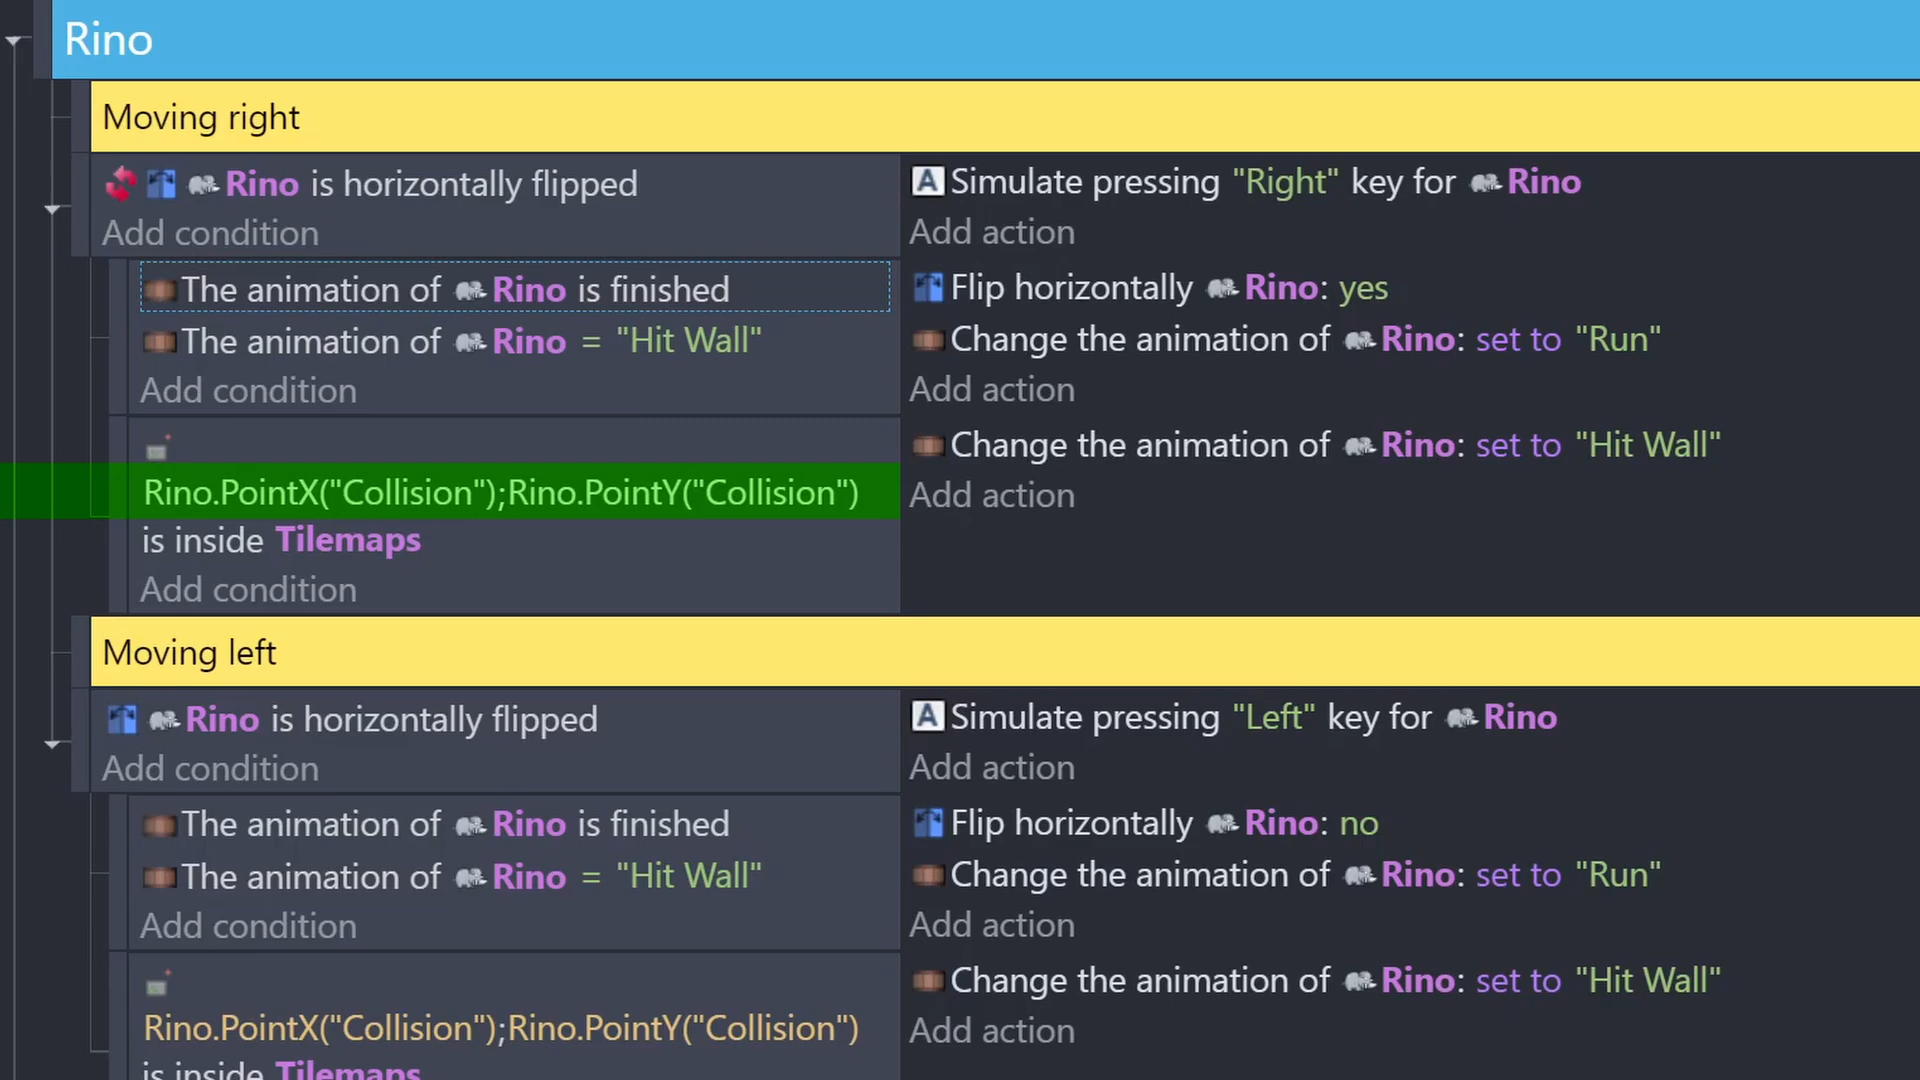 Rino
Moving right
Rino is horizontally flipped
Add condition
A Simulate pressing "Right" key for Rino
Add action
The animation of Rino is finished
The animation of Rino = "Hit Wall"
Add condition
Flip horizontally Rino: yes
Change the animation of Rino: set to "Run"
Add action
Rino.PointX("Collision");Rino.PointY("Collision")
is inside Tilemaps
Add condition
Change the animation of Rino: set to "Hit Wall"
Add action
Moving left
Rino is horizontally flipped
Add condition
A Simulate pressing "Left" key for Rino
Add action
The animation of Rino is finished
The animation of Rino = "Hit Wall"
Add condition
Flip horizontally Rino: no
Change the animation of Rino: set to "Run"
Add action
Rino.PointX("Collision");Rino.PointY("Collision")
is inside Tilemaps
Change the animation of Rino: set to "Hit Wall"
Add action